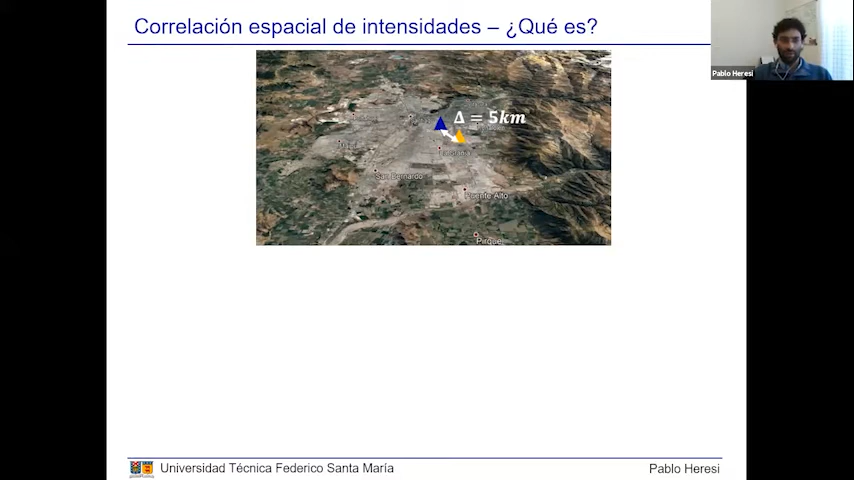 Correlación espacial de intensidades – ¿Qué es?
Pablo Heresi
Δ = 5km
San Bernardo
Puente Alto
Pirque
Universidad Técnica Federico Santa María
Pablo Heresi